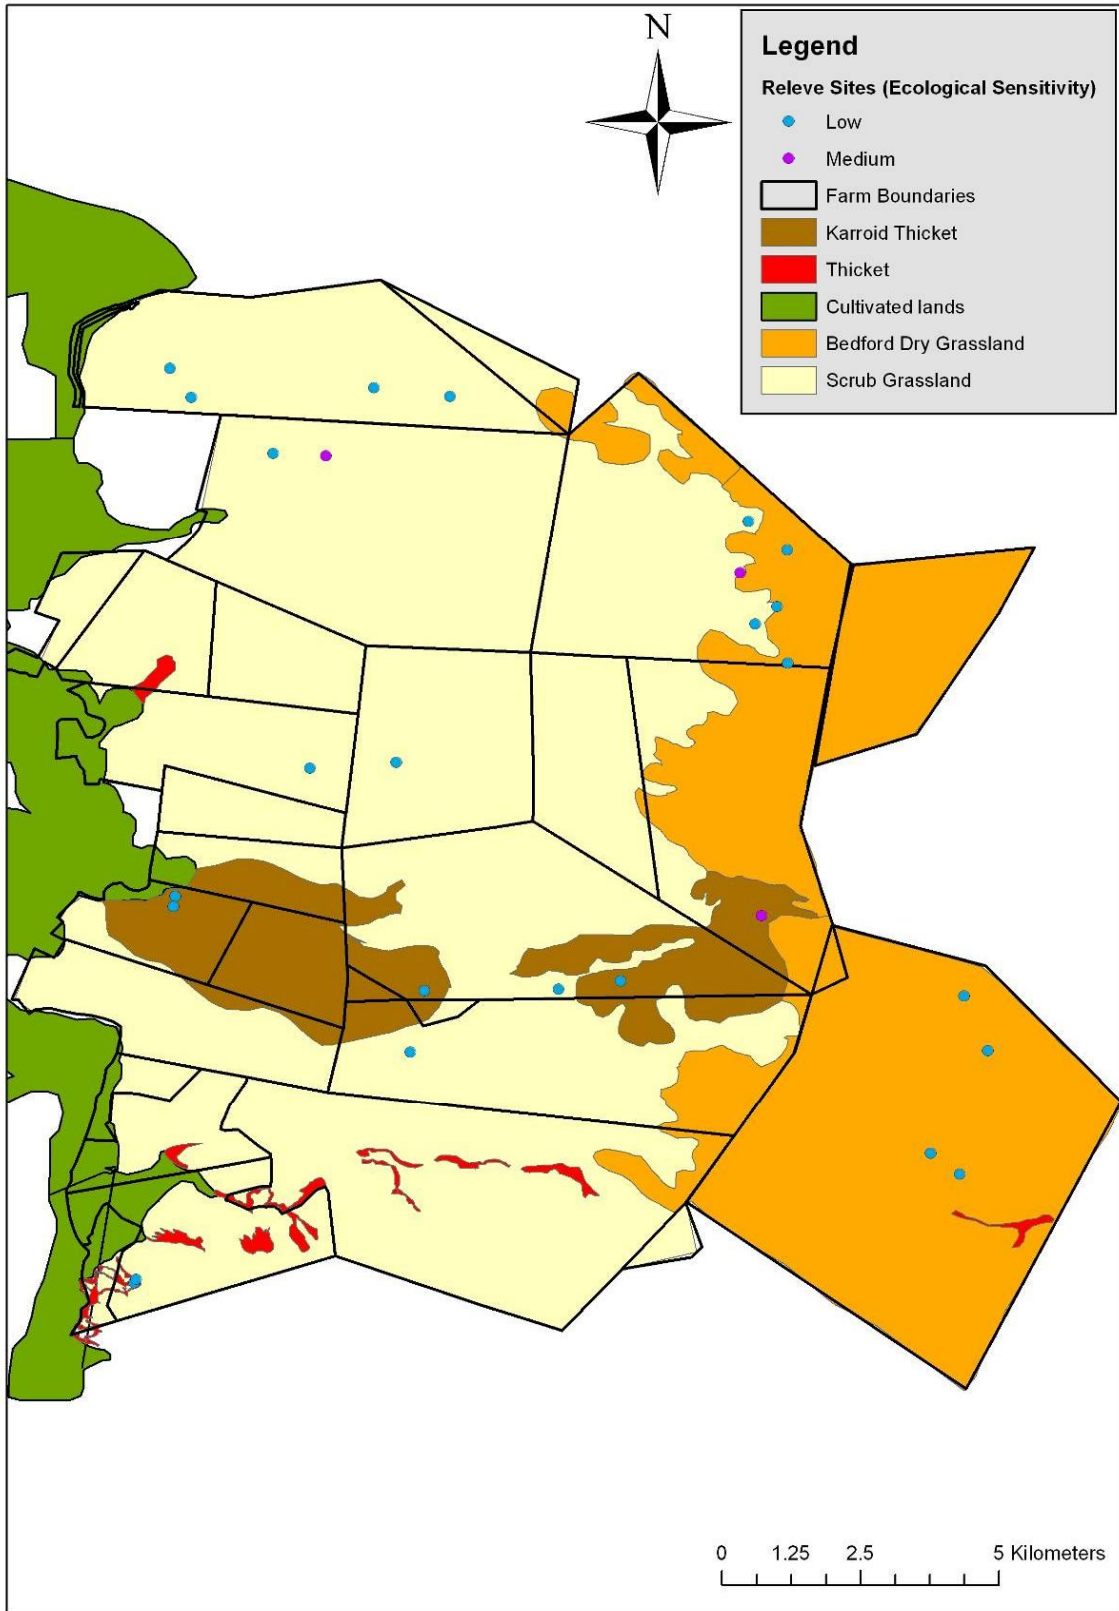 N
Legend
Releve Sites (Ecological Sensitivity)
Low
Medium
Farm Boundaries
Karroid Thicket
Thicket
Cultivated lands
Bedford Dry Grassland
Scrub Grassland
0 1.25 2.5 5 Kilometers